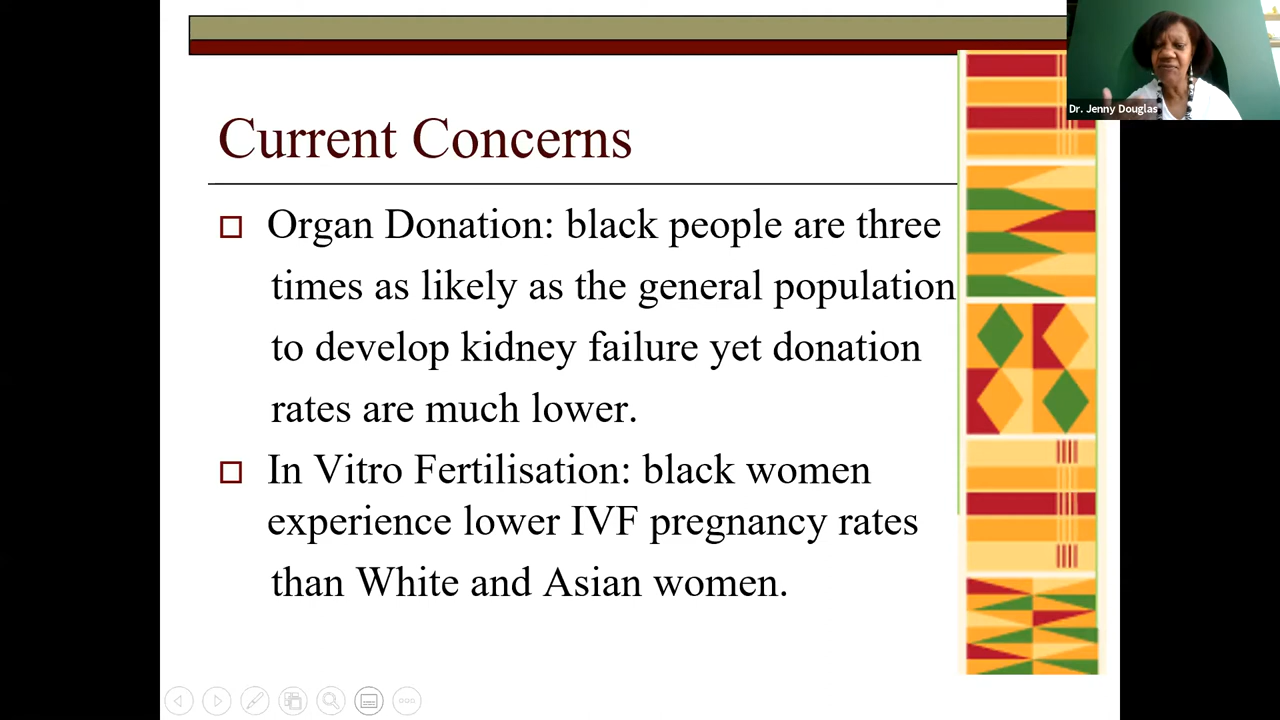 Dr. Jenny Douglas
Current Concerns
Organ Donation: black people are three
times as likely as the general population
to develop kidney failure yet donation
rates are much lower.
In Vitro Fertilisation: black women
experience lower IVF pregnancy rates
than White and Asian women.